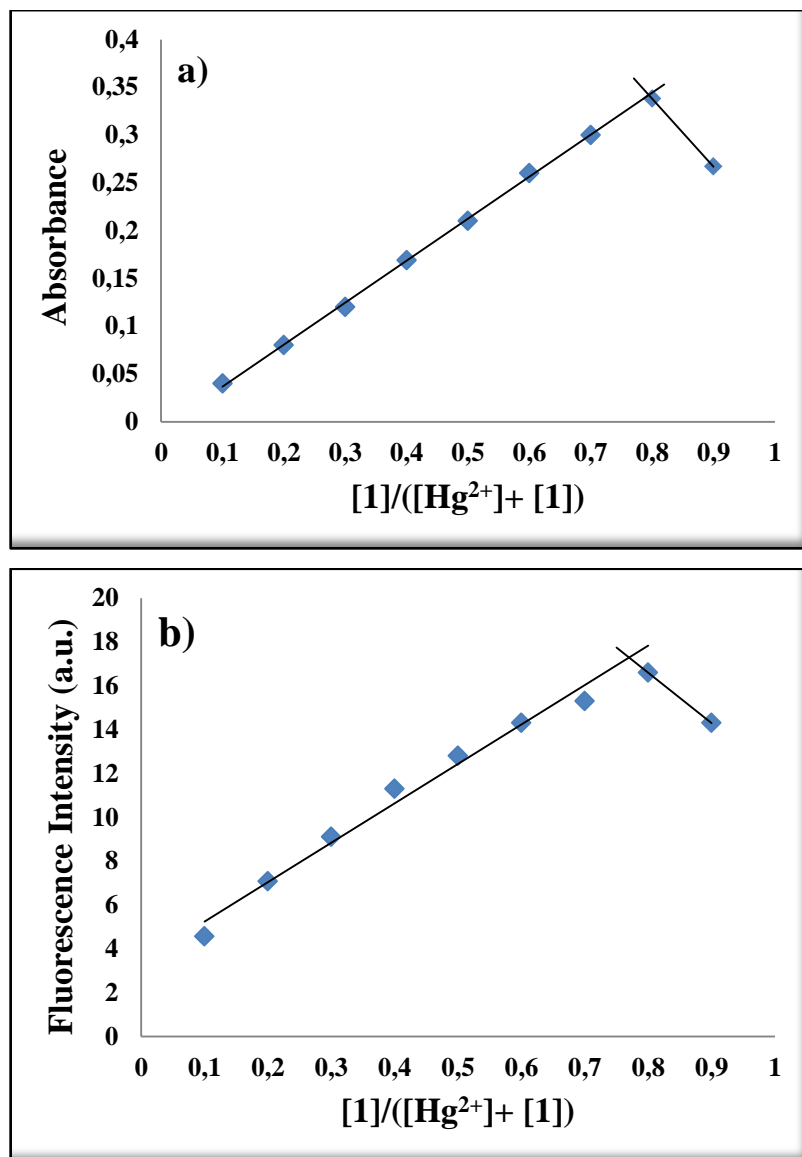 a)
Absorbance
0,4
0,35
0,3
0,25
0,2
0,15
0,1
0,05
0
0 0,1 0,2 0,3 0,4 0,5 0,6 0,7 0,8 0,9 1
[1]/([Hg²⁺]+ [1])
b)
Fluorescence Intensity (a.u.)
20
18
16
14
12
10
8
6
4
2
0
0 0,1 0,2 0,3 0,4 0,5 0,6 0,7 0,8 0,9 1
[1]/([Hg²⁺]+ [1])